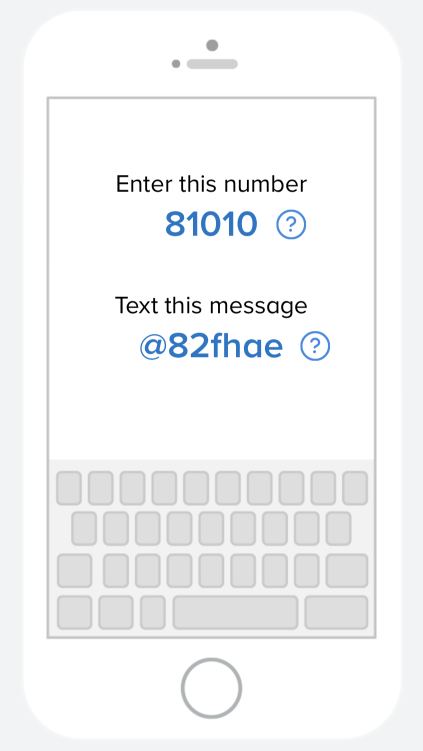 Enter this number
81010 ?
Text this message
@82fhae ?